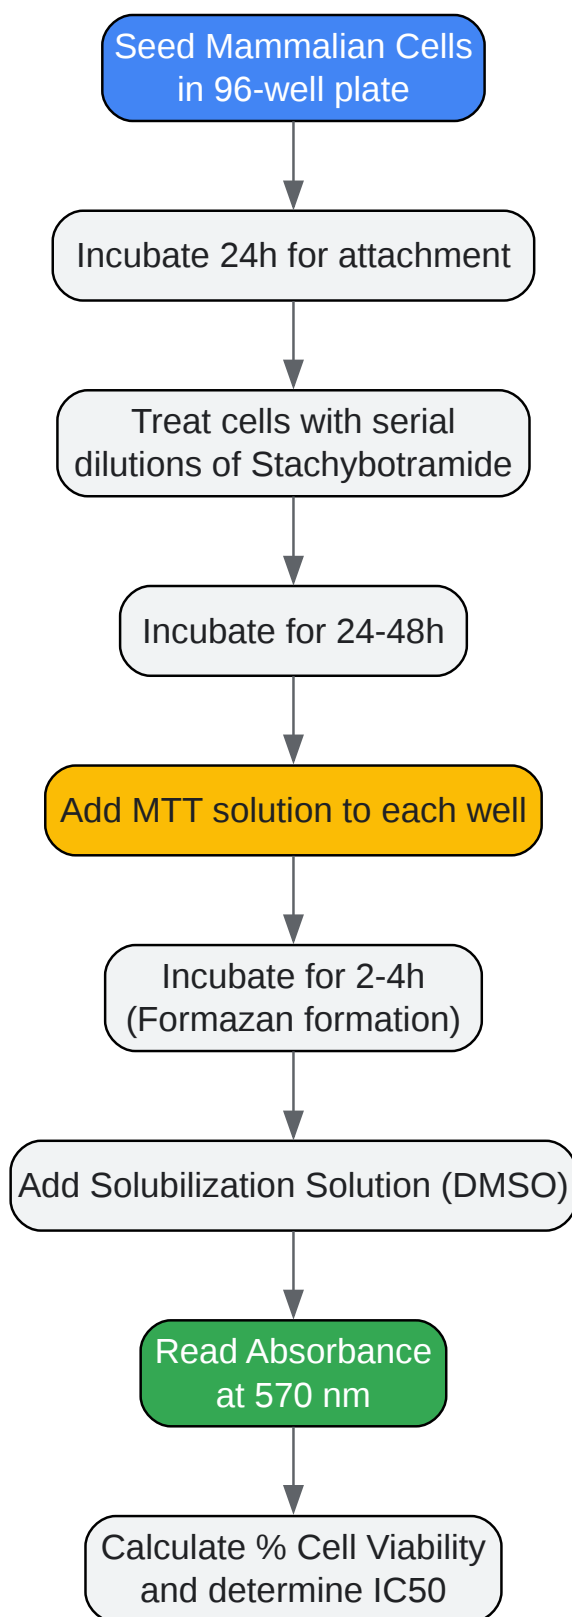 Seed Mammalian Cells
in 96-well plate
Incubate 24h for attachment
Treat cells with serial
dilutions of Stachybotramide
Incubate for 24-48h
Add MTT solution to each well
Incubate for 2-4h
(Formazan formation)
Add Solubilization Solution (DMSO)
Read Absorbance
at 570 nm
Calculate % Cell Viability
and determine IC50